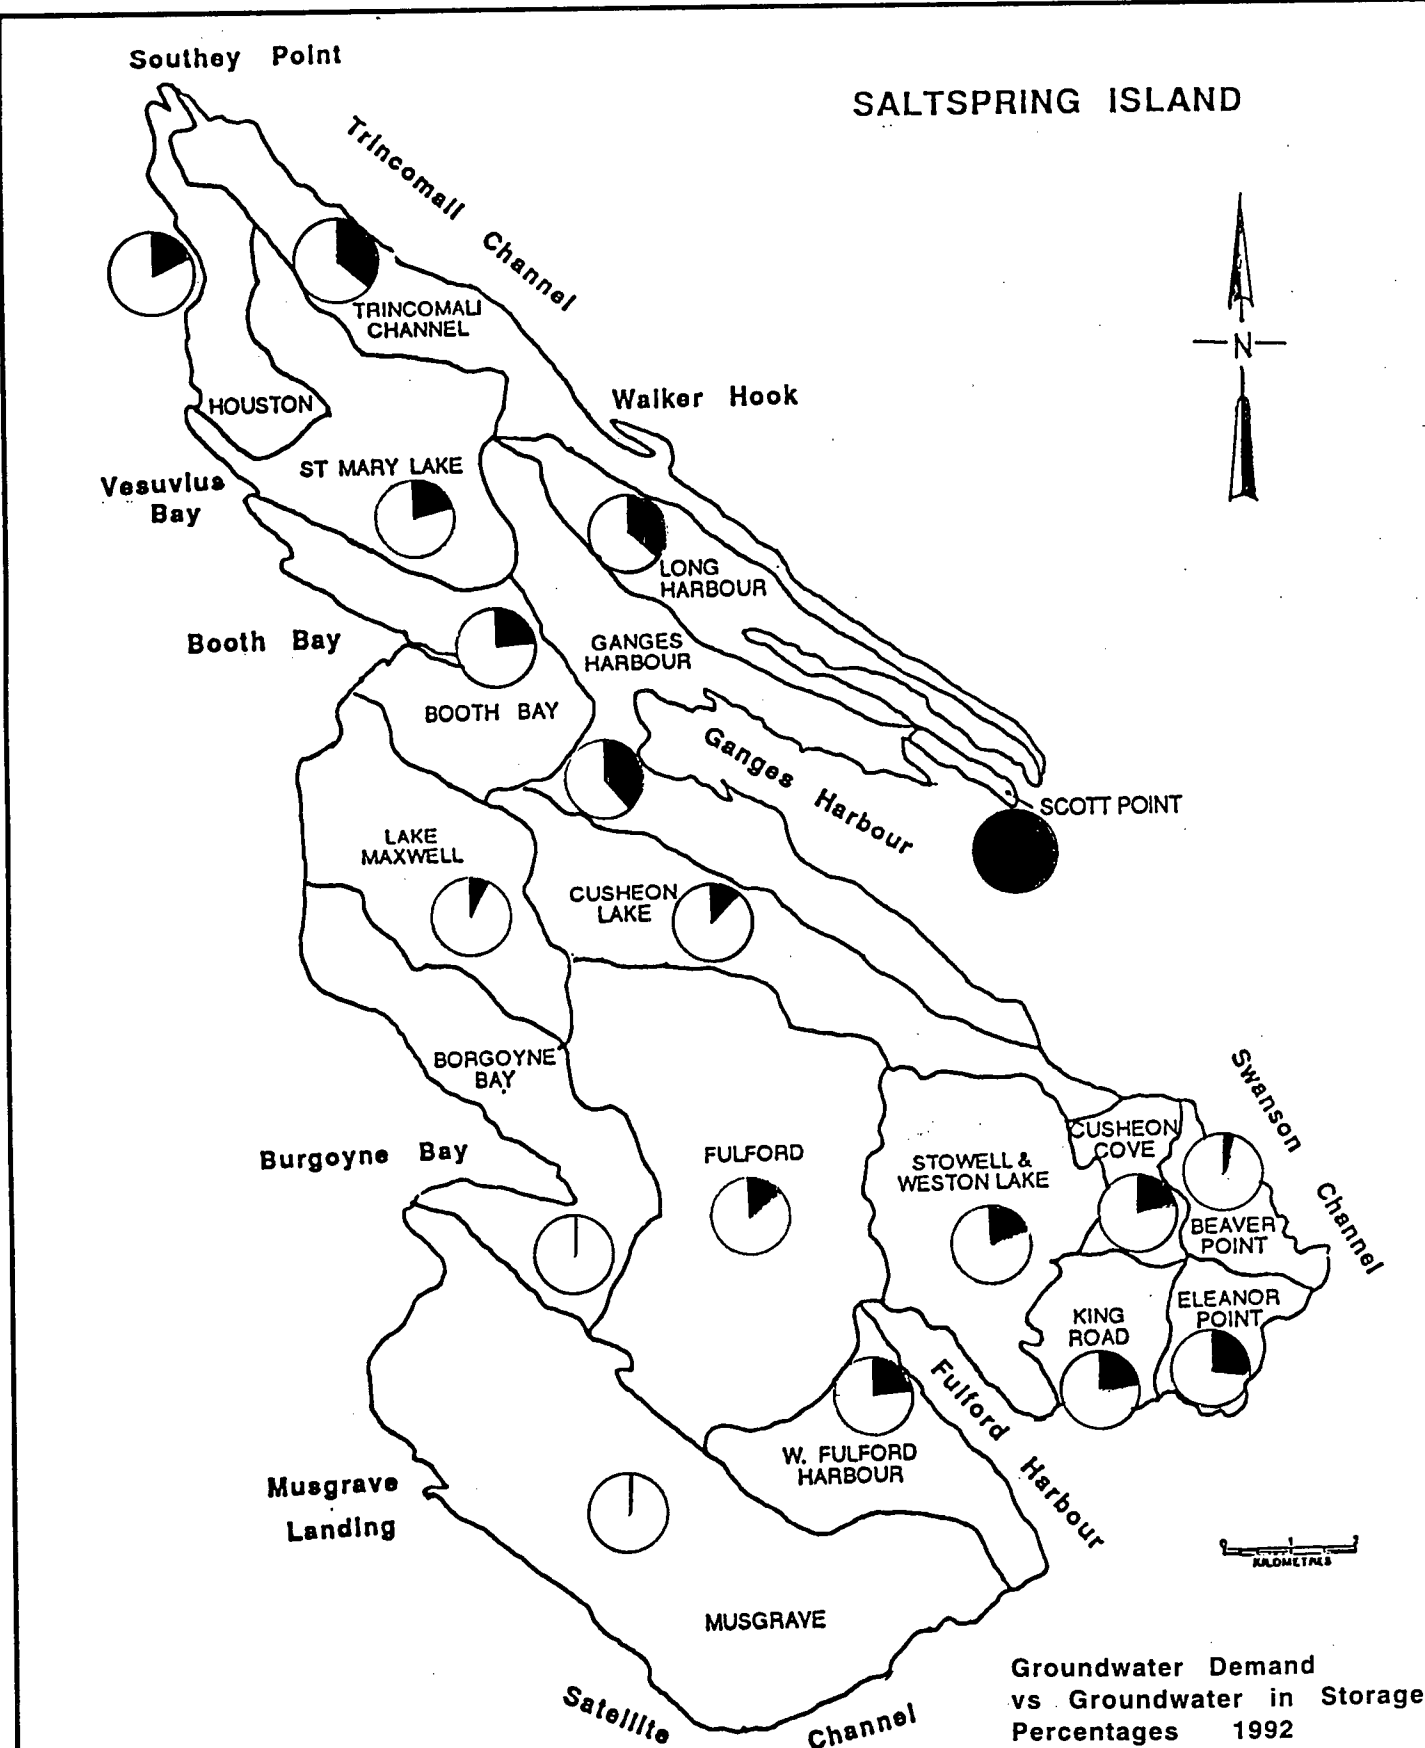 Southey Point
SALTSPRING ISLAND
Trincomali Channel
TRINCOMALI
CHANNEL
N
Walker Hook
HOUSTON
ST MARY LAKE
Vesuvius
Bay
LONG
HARBOUR
Booth Bay
GANGES
HARBOUR
BOOTH BAY
Ganges Harbour
SCOTT POINT
LAKE
MAXWELL
CUSHEON
LAKE
BORGOYNE
BAY
Swanson Channel
Burgoyne Bay
FULFORD
STOWELL &
WESTON LAKE
CUSHEON
COVE
BEAVER
POINT
ELEANOR
POINT
KING
ROAD
Fulford Harbour
W. FULFORD
HARBOUR
Musgrave
Landing
KILOMETRES
MUSGRAVE
Satellite Channel
Groundwater Demand
vs Groundwater in Storage
Percentages 1992